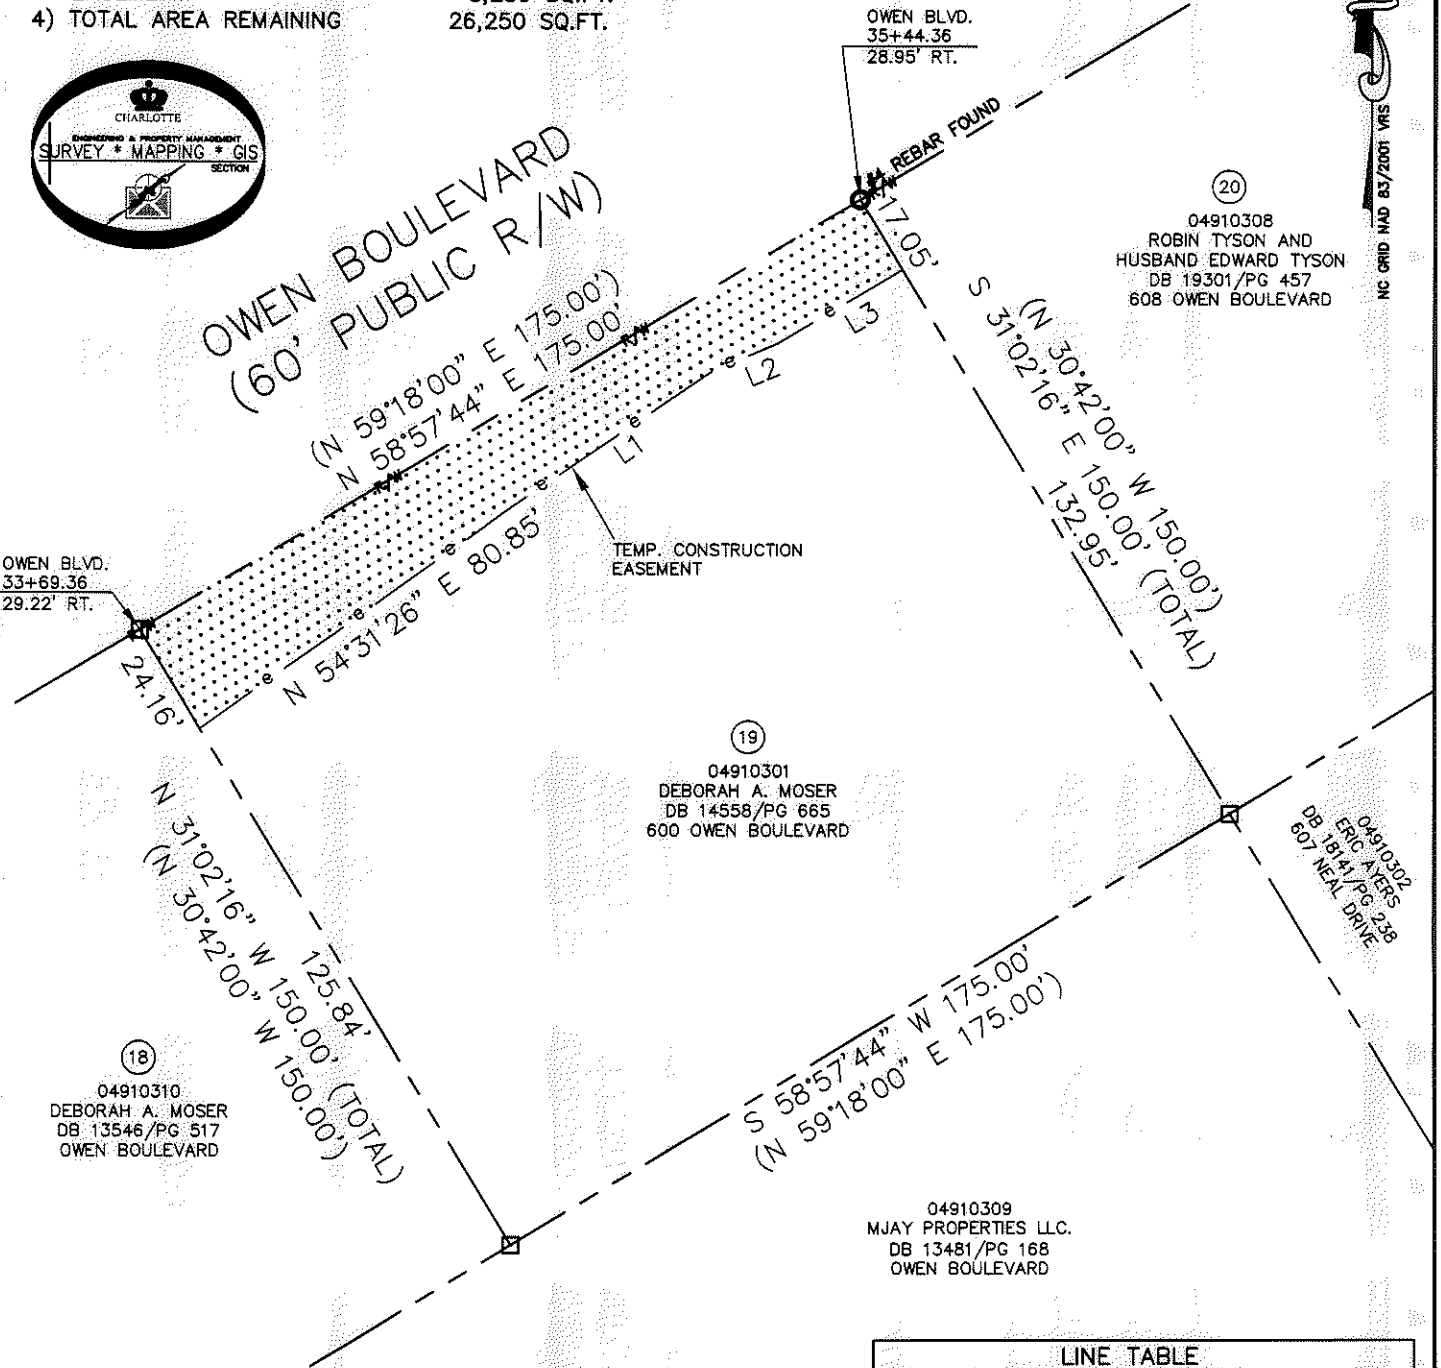 4) TOTAL AREA REMAINING 26,250 SQ.FT.
CHARLOTTE
ENGINEERING & PROPERTY MANAGEMENT
SURVEY * MAPPING * GIS
SECTION
OWEN BLVD.
35+44.36
28.95' RT.
#4 REBAR FOUND
R/W
NC GRID NAD 83/2001 VRS
OWEN BOULEVARD
(60' PUBLIC R/W)
(N 59°18'00" E 175.00')
N 58°57'44" E 175.00'
R/W
R/W
17.05'
20
04910308
ROBIN TYSON AND
HUSBAND EDWARD TYSON
DB 19301/PG 457
608 OWEN BOULEVARD
(N 30°42'00" W 150.00')
S 31°02'16" E 150.00' (TOTAL)
132.95'
e
L3
e
L2
e
L1
e
e
e
e
N 54°31'26" E 80.85'
TEMP. CONSTRUCTION
EASEMENT
OWEN BLVD.
33+69.36
29.22' RT.
24.16'
19
04910301
DEBORAH A. MOSER
DB 14558/PG 665
600 OWEN BOULEVARD
04910302
ERIC AYERS
DB 18141/PG 238
607 NEAL DRIVE
125.84'
N 31°02'16" W 150.00' (TOTAL)
(N 30°42'00" W 150.00')
S 58°57'44" W 175.00'
(N 59°18'00" E 175.00')
18
04910310
DEBORAH A. MOSER
DB 13546/PG 517
OWEN BOULEVARD
04910309
MJAY PROPERTIES LLC.
DB 13481/PG 168
OWEN BOULEVARD
LINE TABLE